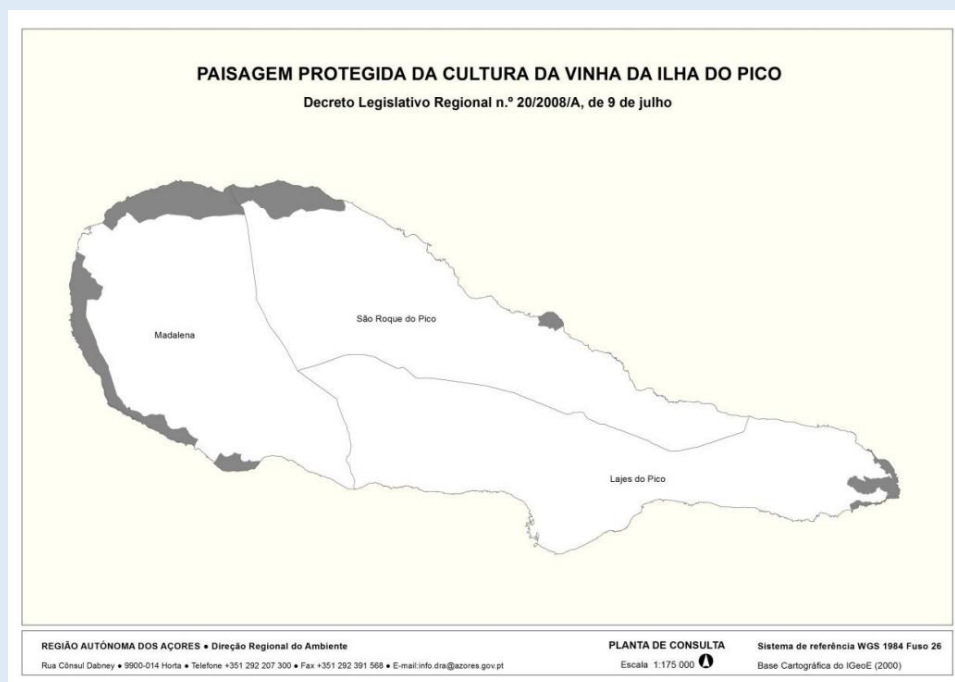 PAISAGEM PROTEGIDA DA CULTURA DA VINHA DA ILHA DO PICO
Decreto Legislativo Regional n.º 20/2008/A, de 9 de julho
São Roque do Pico
Madalena
Lajes do Pico
REGIÃO AUTÓNOMA DOS AÇORES ● Direção Regional do Ambiente
Rua Cônsul Dabney ● 9900-014 Horta ● Telefone +351 292 207 300 ● Fax +351 292 391 568 ● E-mail:info.dra@azores.gov.pt
PLANTA DE CONSULTA
Escala 1:175 000
Sistema de referência WGS 1984 Fuso 26
Base Cartográfica do IGeoE (2000)